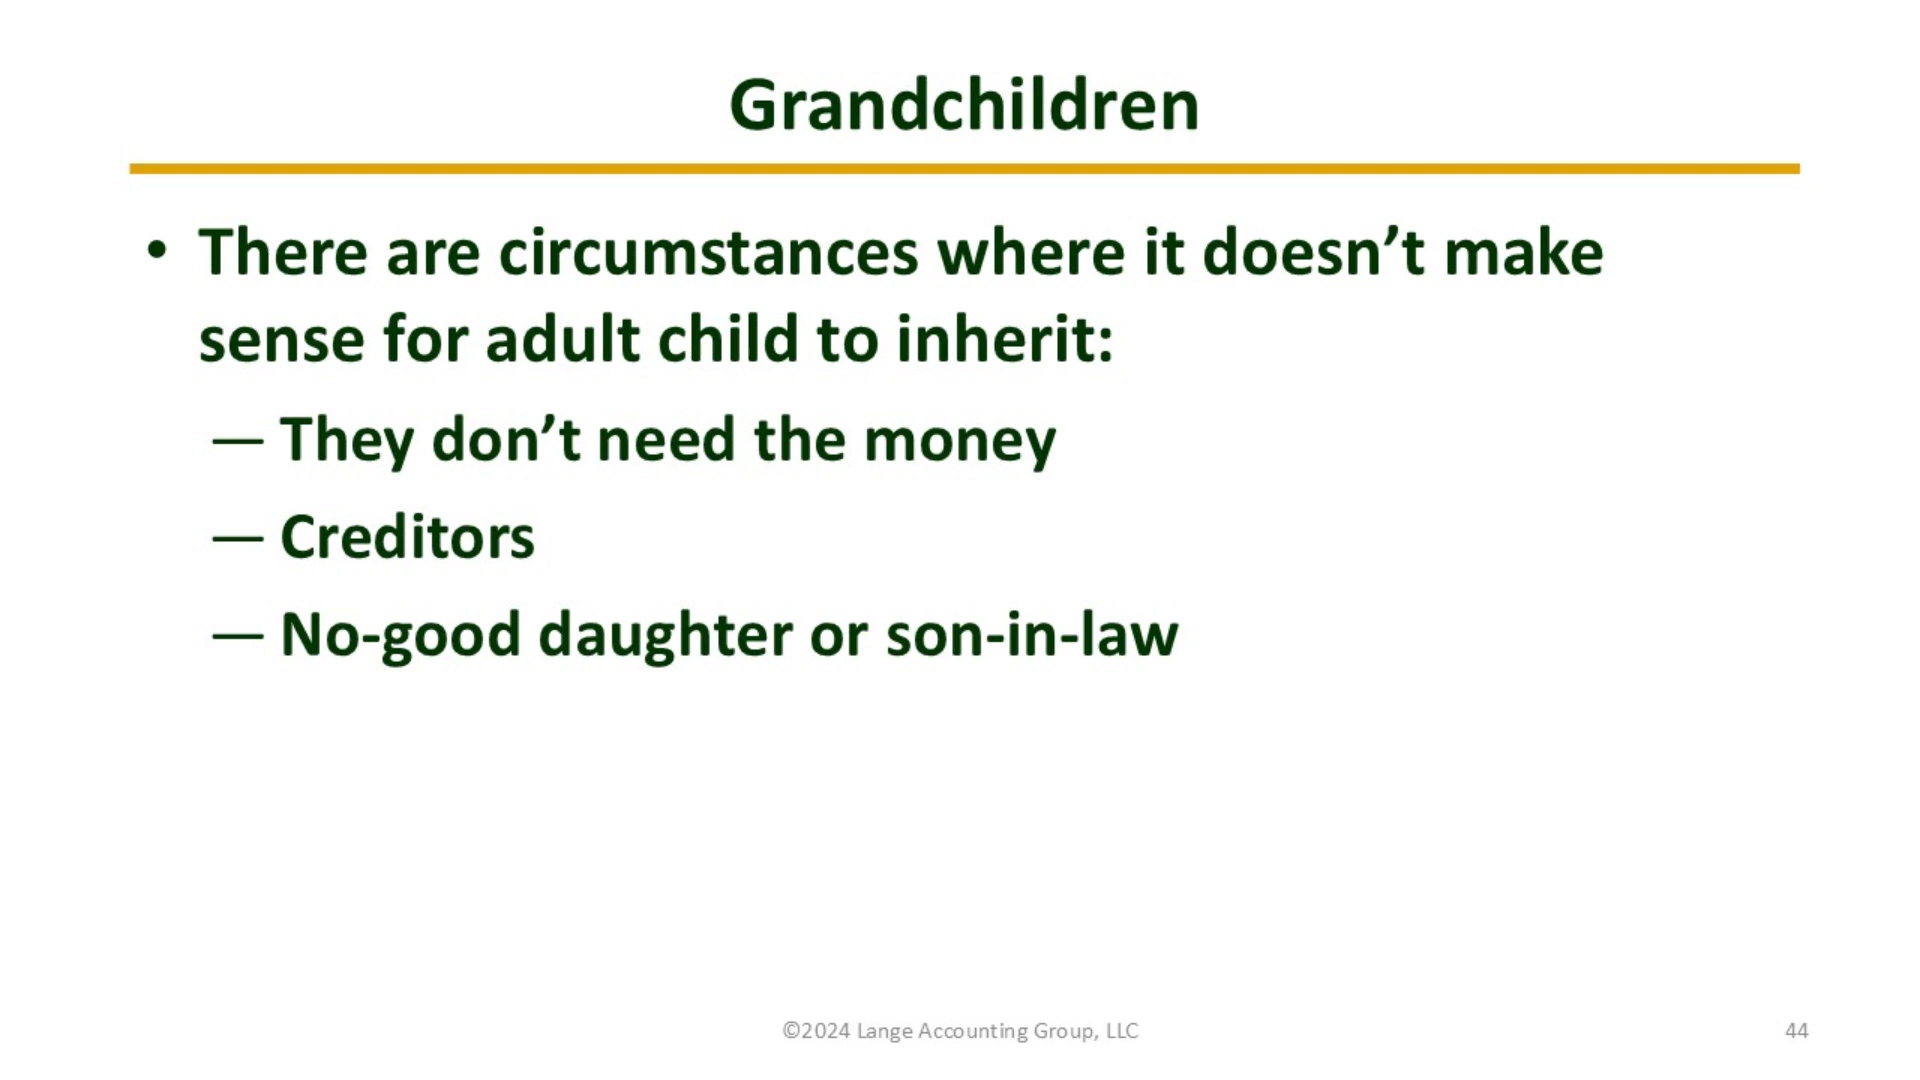 Grandchildren
• There are circumstances where it doesn’t make
sense for adult child to inherit:
— They don’t need the money
— Creditors
— No-good daughter or son-in-law
©2024 Lange Accounting Group, LLC
44